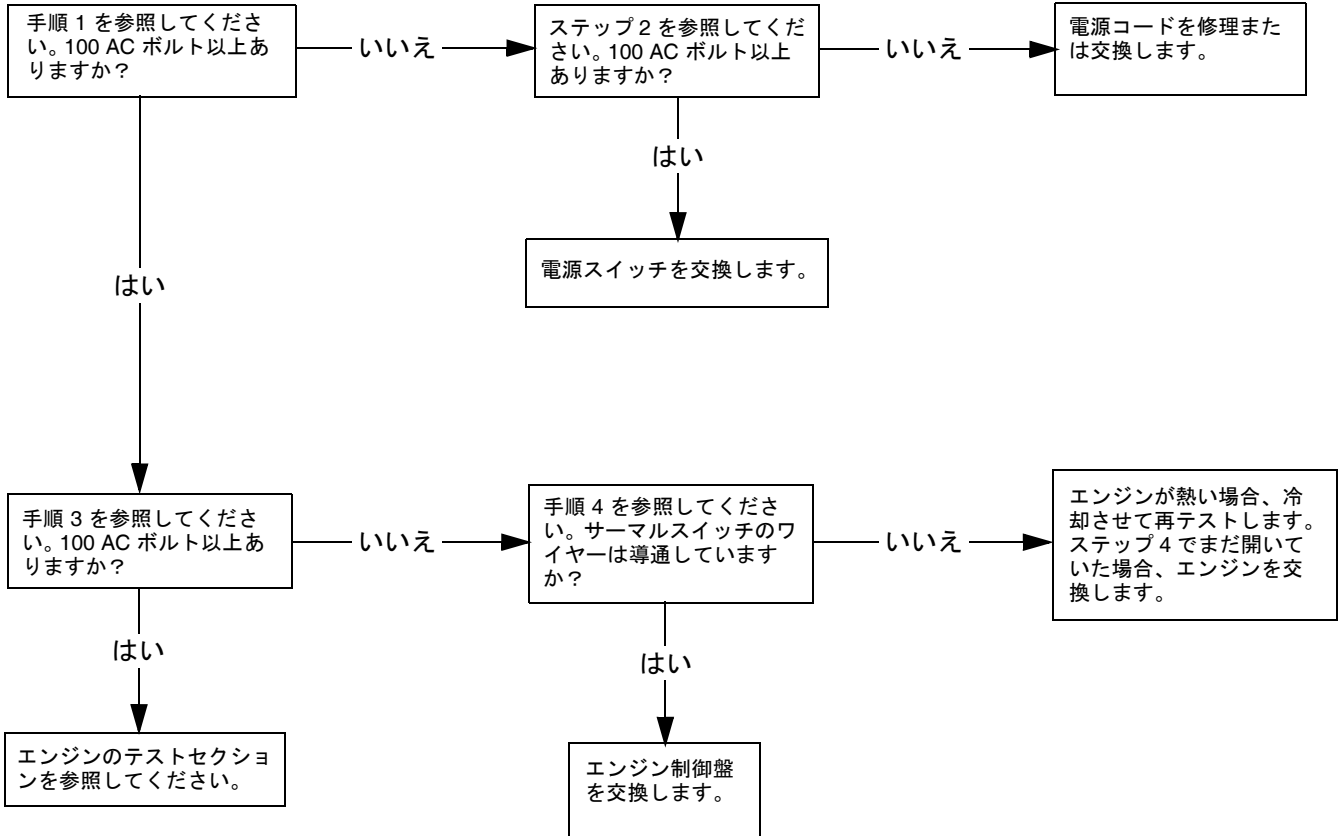 手順 1 を参照してくださ
い。100 AC ボルト以上あ
りますか？
いいえ
ステップ 2 を参照してくだ
さい。100 AC ボルト以上
ありますか？
いいえ
電源コードを修理また
は交換します。
はい
電源スイッチを交換します。
はい
手順 3 を参照してくださ
い。100 AC ボルト以上あ
りますか？
いいえ
手順 4 を参照してくださ
い。サーマルスイッチのワ
イヤーは導通しています
か？
いいえ
エンジンが熱い場合、冷
却させて再テストします。
ステップ 4 でまだ開いて
いた場合、エンジンを交
換します。
はい
エンジンのテストセクショ
ンを参照してください。
はい
エンジン制御盤
を交換します。